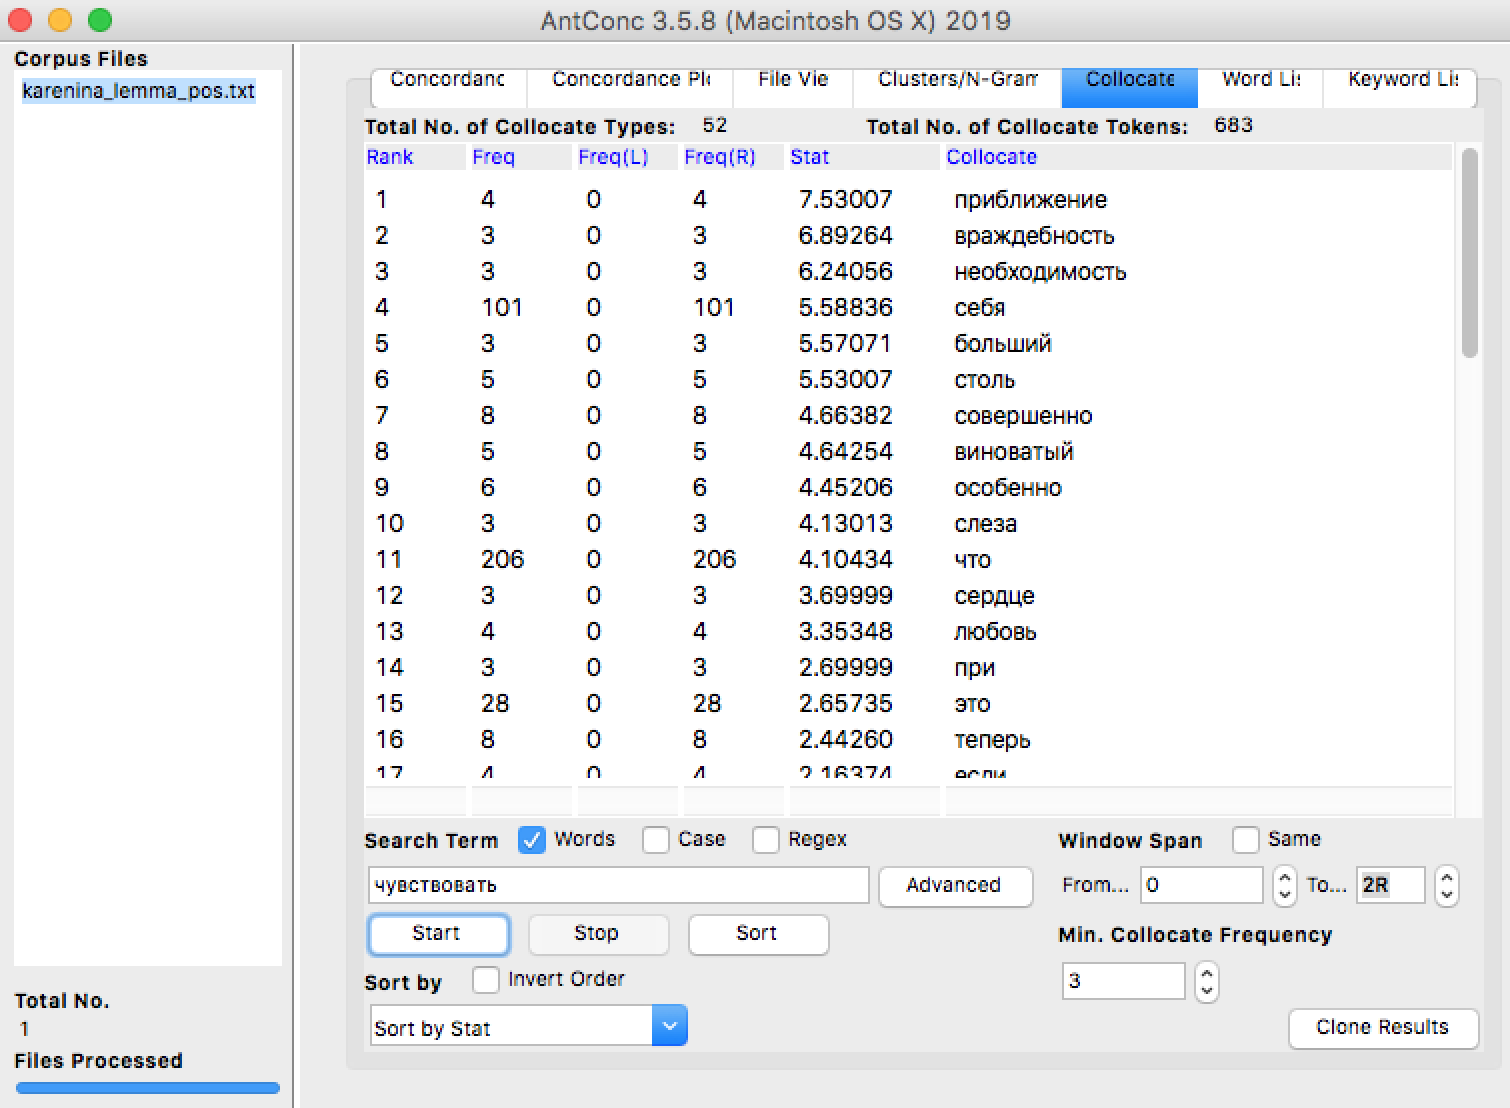 AntConc 3.5.8 (Macintosh OS X) 2019
Corpus Files
karenina_lemma_pos.txt
Concordanc Concordance Plo File Vie Clusters/N-Gram Collocate Word Lis Keyword Lis
Total No. of Collocate Types: 52 Total No. of Collocate Tokens: 683
Rank Freq Freq(L) Freq(R) Stat Collocate
1 4 0 4 7.53007 приближение
2 3 0 3 6.89264 враждебность
3 3 0 3 6.24056 необходимость
4 101 0 101 5.58836 себя
5 3 0 3 5.57071 больший
6 5 0 5 5.53007 столь
7 8 0 8 4.66382 совершенно
8 5 0 5 4.64254 виноватый
9 6 0 6 4.45206 особенно
10 3 0 3 4.13013 слеза
11 206 0 206 4.10434 что
12 3 0 3 3.69999 сердце
13 4 0 4 3.35348 любовь
14 3 0 3 2.69999 при
15 28 0 28 2.65735 это
16 8 0 8 2.44260 теперь
17 4 0 4 2.16374 если
Search Term Words Case Regex Window Span Same
чувствовать Advanced From... 0 To... 2R
Start Stop Sort Min. Collocate Frequency
Sort by Invert Order 3
Sort by Stat Clone Results
Total No.
1
Files Processed